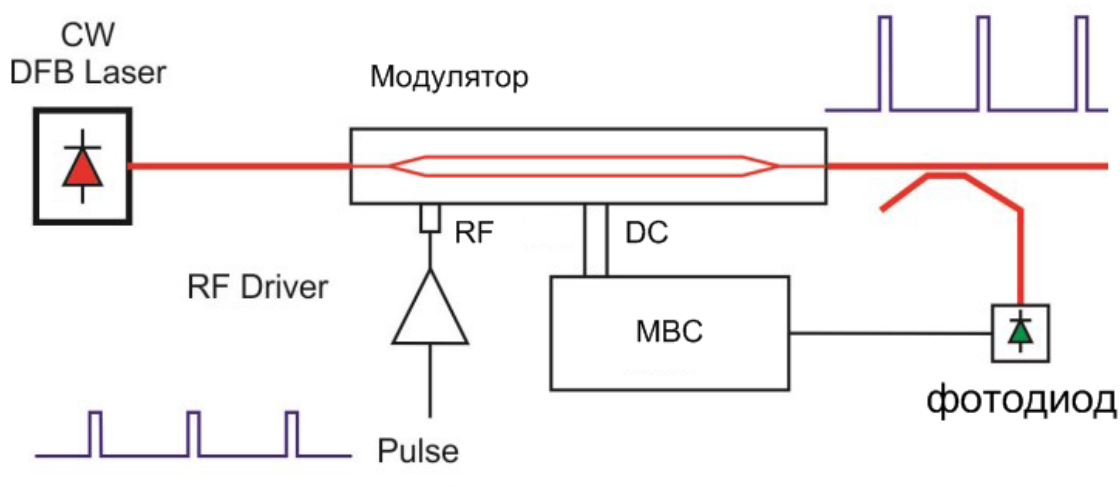 CW
DFB Laser
Модулятор
RF
DC
RF Driver
MBC
фотодиод
Pulse